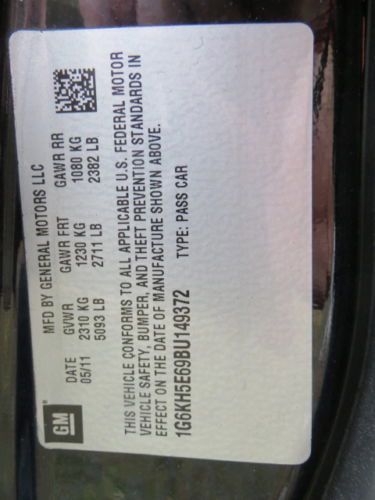 GM
MFD BY GENERAL MOTORS LLC
DATE GVWR GAWR FRT GAWR RR
05/11 2310 KG 1230 KG 1080 KG
5093 LB 2711 LB 2382 LB
THIS VEHICLE CONFORMS TO ALL APPLICABLE U.S. FEDERAL MOTOR
VEHICLE SAFETY, BUMPER, AND THEFT PREVENTION STANDARDS IN
EFFECT ON THE DATE OF MANUFACTURE SHOWN ABOVE.
1G6KH5E69BU149372 TYPE: PASS CAR